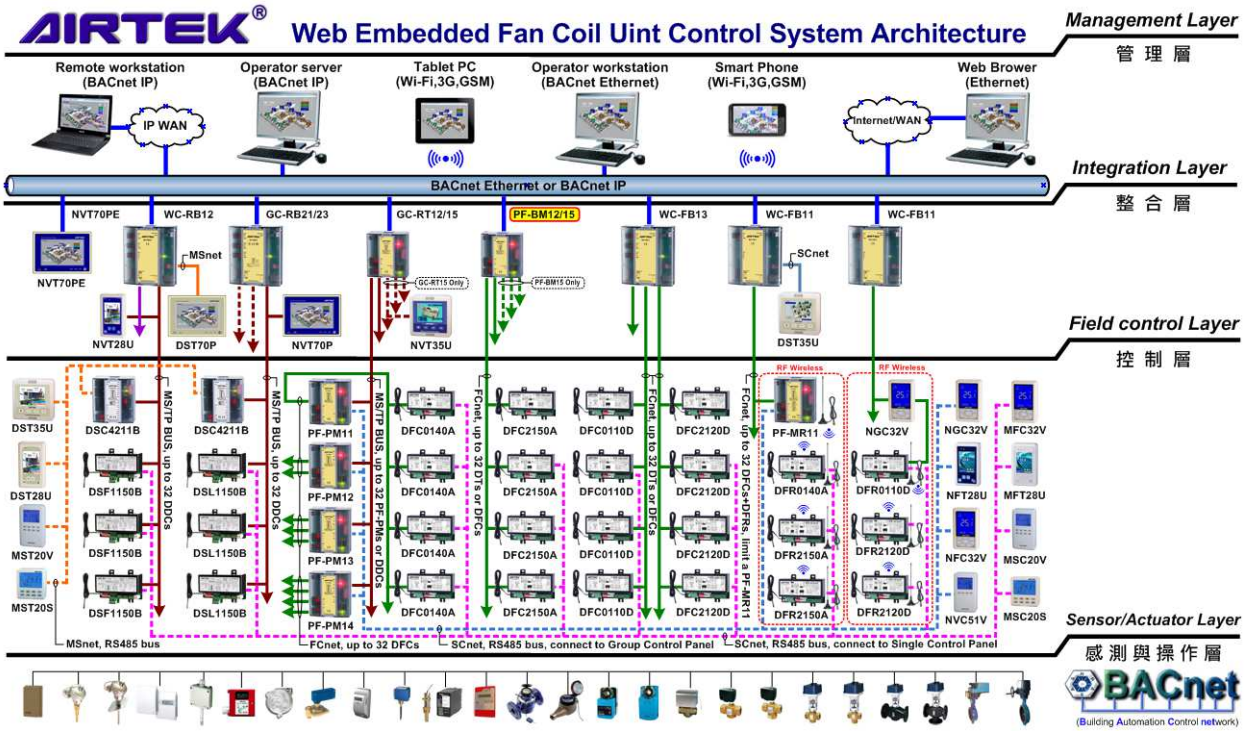 AIRTEK®
Web Embedded Fan Coil Uint Control System Architecture
Management Layer
管理層
Remote workstation
(BACnet IP)
Operator server
(BACnet IP)
Tablet PC
(Wi-Fi,3G,GSM)
Operator workstation
(BACnet Ethernet)
Smart Phone
(Wi-Fi,3G,GSM)
Web Brower
(Ethernet)
IP WAN
Internet/WAN
BACnet Ethernet or BACnet IP
Integration Layer
整合層
NVT70PE
WC-RB12
GC-RB21/23
GC-RT12/15
PF-BM12/15
WC-FB13
WC-FB11
WC-FB11
MSnet
SCnet
GC-RT15 Only
PF-BM15 Only
NVT70PE
NVT28U
DST70P
NVT70P
NVT35U
DST35U
Field control Layer
控制層
RF Wireless
RF Wireless
MS/TP BUS, up to 32 DDCs
MS/TP BUS, up to 32 DDCs
MS/TP BUS, up to 32 PF-PMs or DDCs
FCnet, up to 32 DTs or DFCs
FCnet, up to 32 DTs or DFCs
FCnet, up to 32 DFCs+DFRs, limit a PF-MR11
DST35U
DSC4211B
DSC4211B
PF-PM11
DFC0140A
DFC2150A
DFC0110D
DFC2120D
PF-MR11
NGC32V
NGC32V
MFC32V
DST28U
DSF1150B
DSL1150B
PF-PM12
DFC0140A
DFC2150A
DFC0110D
DFC2120D
DFR0140A
DFR0110D
NFT28U
MFT28U
MST20V
DSF1150B
DSL1150B
PF-PM13
DFC0140A
DFC2150A
DFC0110D
DFC2120D
DFR2150A
DFR2120D
NFC32V
MSC20V
MST20S
DSF1150B
DSL1150B
PF-PM14
DFC0140A
DFC2150A
DFC0110D
DFC2120D
DFR2150A
DFR2120D
NVC51V
MSC20S
MSnet, RS485 bus
FCnet, up to 32 DFCs
SCnet, RS485 bus, connect to Group Control Panel
SCnet, RS485 bus, connect to Single Control Panel
Sensor/Actuator Layer
感測與操作層
BACnet
(Building Automation Control network)